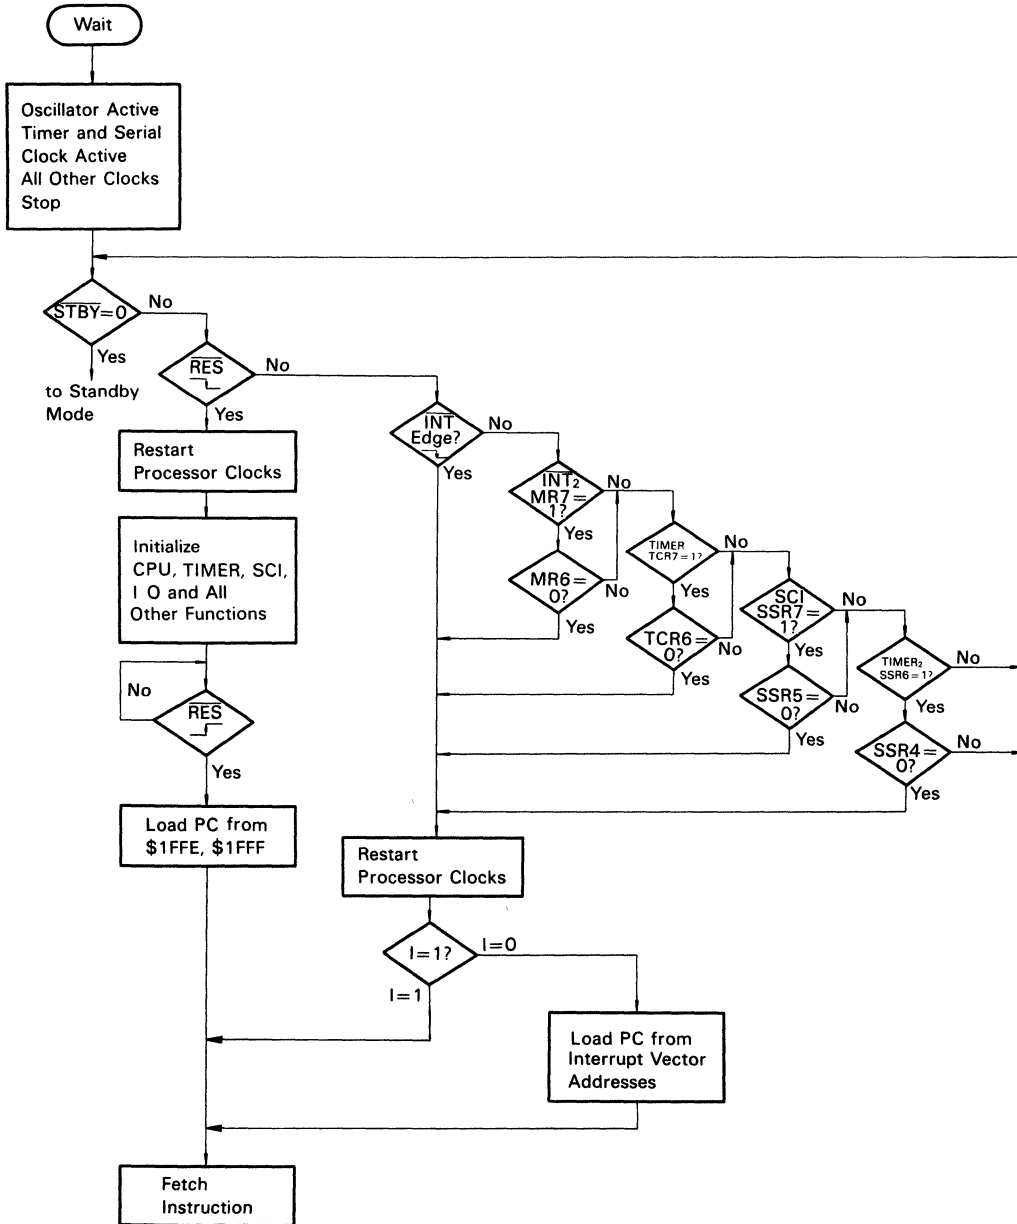 Wait
Oscillator Active
Timer and Serial
Clock Active
All Other Clocks
Stop
STBY=0
No
Yes
to Standby
Mode
RES
No
Yes
Restart
Processor Clocks
Initialize
CPU, TIMER, SCI,
I O and All
Other Functions
No
RES
Yes
Load PC from
$1FFE, $1FFF
INT
Edge?
No
Yes
INT2
MR7=
1?
No
Yes
MR6=
0?
No
Yes
TIMER
TCR7=1?
No
Yes
TCR6=
0?
No
Yes
SCI
SSR7=
1?
No
Yes
SSR5=
0?
No
Yes
TIMER2
SSR6=1?
No
Yes
SSR4=
0?
No
Yes
Restart
Processor Clocks
I=1?
I=0
I=1
Load PC from
Interrupt Vector
Addresses
Fetch
Instruction